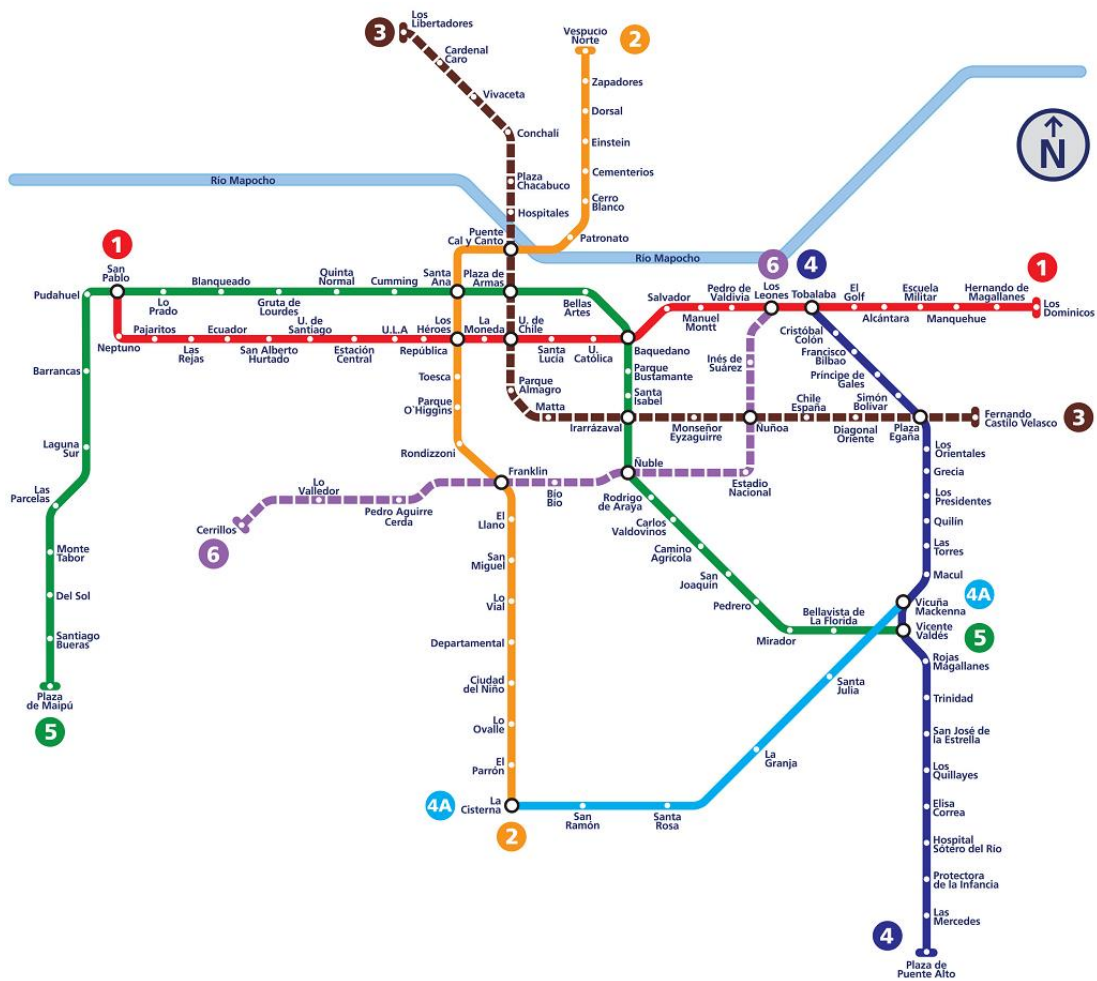 Los
Libertadores
3
Cardenal
Caro
Vivaceta
Conchalí
Plaza
Chacabuco
Hospitales
Vespucio
Norte
2
Zapadores
Dorsal
Einstein
Cementerios
Cerro
Blanco
Patronato
N
Río Mapocho
Río Mapocho
Puente
Cal y Canto
1
San
Pablo
Pudahuel
Lo
Prado
Blanqueado
Gruta de
Lourdes
Quinta
Normal
Cumming
Santa
Ana
Plaza de
Armas
Bellas
Artes
6
4
1
Salvador
Manuel
Montt
Pedro de
Valdivia
Los
Leones
Tobalaba
El
Golf
Alcántara
Escuela
Militar
Manquehue
Hernando de
Magallanes
Los
Dominicos
Neptuno
Pajaritos
Las
Rejas
Ecuador
San Alberto
Hurtado
U. de
Santiago
Estación
Central
U.L.A
República
Los
Héroes
La
Moneda
U. de
Chile
Santa
Lucía
U.
Católica
Baquedano
Cristóbal
Colón
Francisco
Bilbao
Príncipe de
Gales
Simón
Bolivar
Plaza
Egaña
Inés de
Suárez
Parque
Bustamante
Santa
Isabel
Barrancas
Toesca
Parque
O'Higgins
Rondizzoni
Parque
Almagro
Matta
Irarrázaval
Monseñor
Eyzaguirre
Ñuñoa
Chile
España
Diagonal
Oriente
Fernando
Castilo Velasco
3
Laguna
Sur
Las
Parcelas
Monte
Tabor
Del Sol
Santiago
Bueras
Plaza
de Maipú
5
Cerrillos
6
Lo
Valledor
Pedro Aguirre
Cerda
Franklin
Bío
Bío
Ñuble
Estadio
Nacional
Rodrigo
de Araya
Carlos
Valdovinos
Camino
Agrícola
San
Joaquín
Pedrero
Mirador
Bellavista de
La Florida
El
Llano
San
Miguel
Lo
Vial
Departamental
Ciudad
del Niño
Lo
Ovalle
El
Parrón
4A
La
Cisterna
2
San
Ramón
Santa
Rosa
La
Granja
Santa
Julia
Los
Orientales
Grecia
Los
Presidentes
Quilín
Las
Torres
Macul
4A
Vicuña
Mackenna
Vicente
Valdés
5
Rojas
Magallanes
Trinidad
San José de
la Estrella
Los
Quillayes
Elisa
Correa
Hospital
Sótero del Río
Protectora
de la Infancia
Las
Mercedes
4
Plaza de
Puente Alto